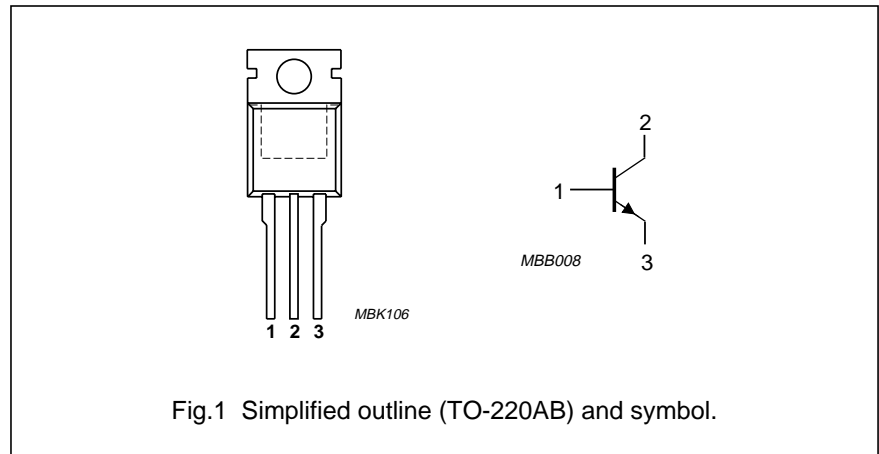 2
1
MBB008
3
MBK106
1 2 3
Fig.1 Simplified outline (TO-220AB) and symbol.